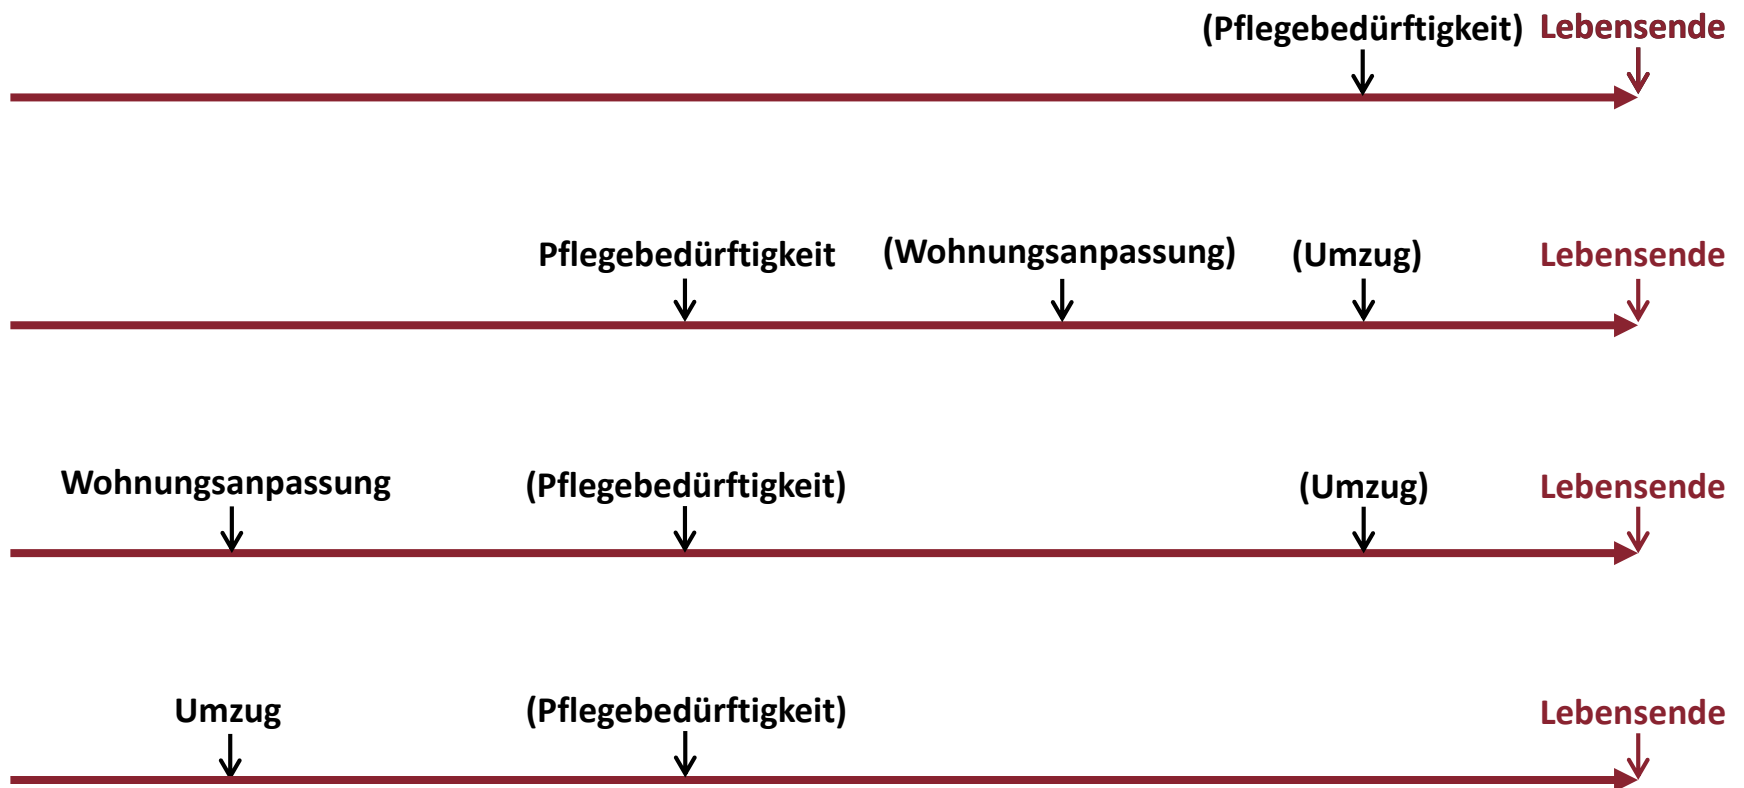 (Pflegebedürftigkeit) Lebensende
Pflegebedürftigkeit (Wohnungsanpassung) (Umzug) Lebensende
Wohnungsanpassung (Pflegebedürftigkeit) (Umzug) Lebensende
Umzug (Pflegebedürftigkeit) Lebensende